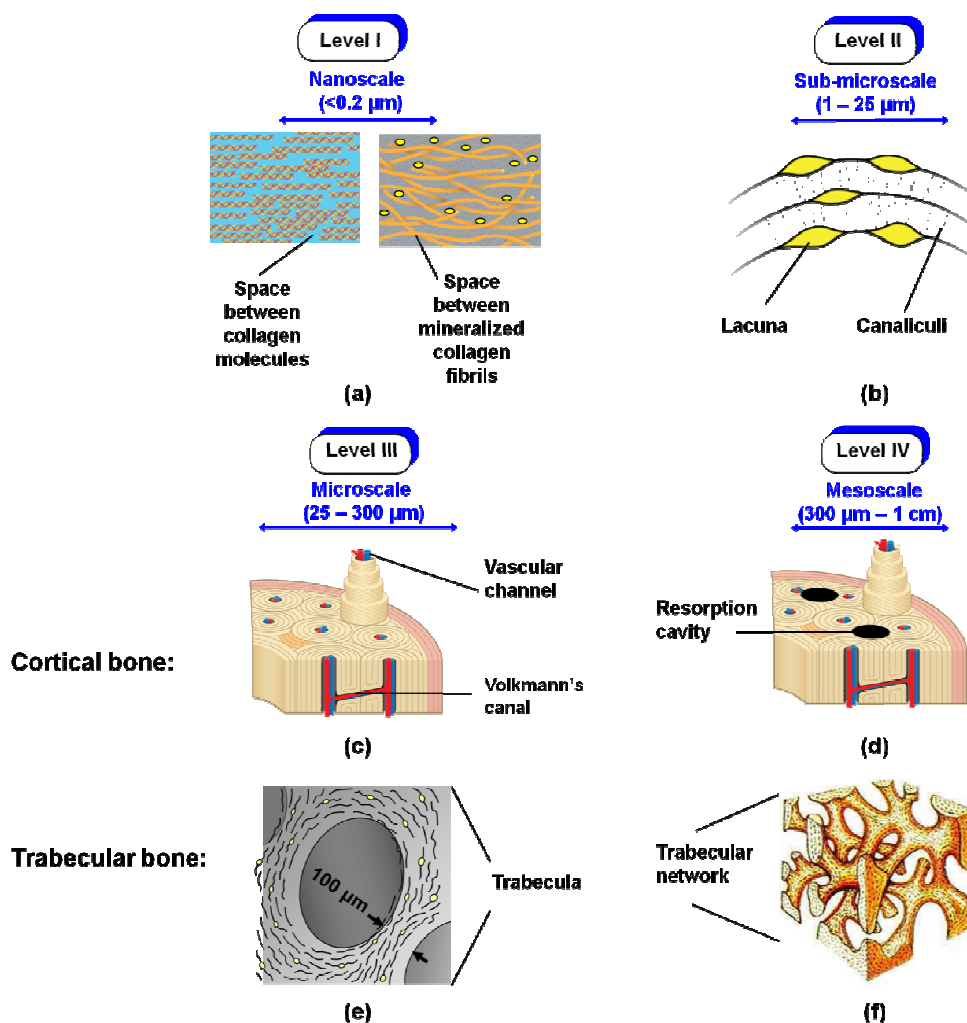 Level I
Nanoscale
(<0.2 µm)
Space
between
collagen
molecules
Space
between
mineralized
collagen
fibrils
(a)
Level II
Sub-microscale
(1 – 25 µm)
Lacuna
Canaliculi
(b)
Level III
Microscale
(25 – 300 µm)
Vascular
channel
Volkmann's
canal
(c)
Level IV
Mesoscale
(300 µm – 1 cm)
Resorption
cavity
(d)
Cortical bone:
Trabecular bone:
100 µm
Trabecula
(e)
Trabecular
network
(f)